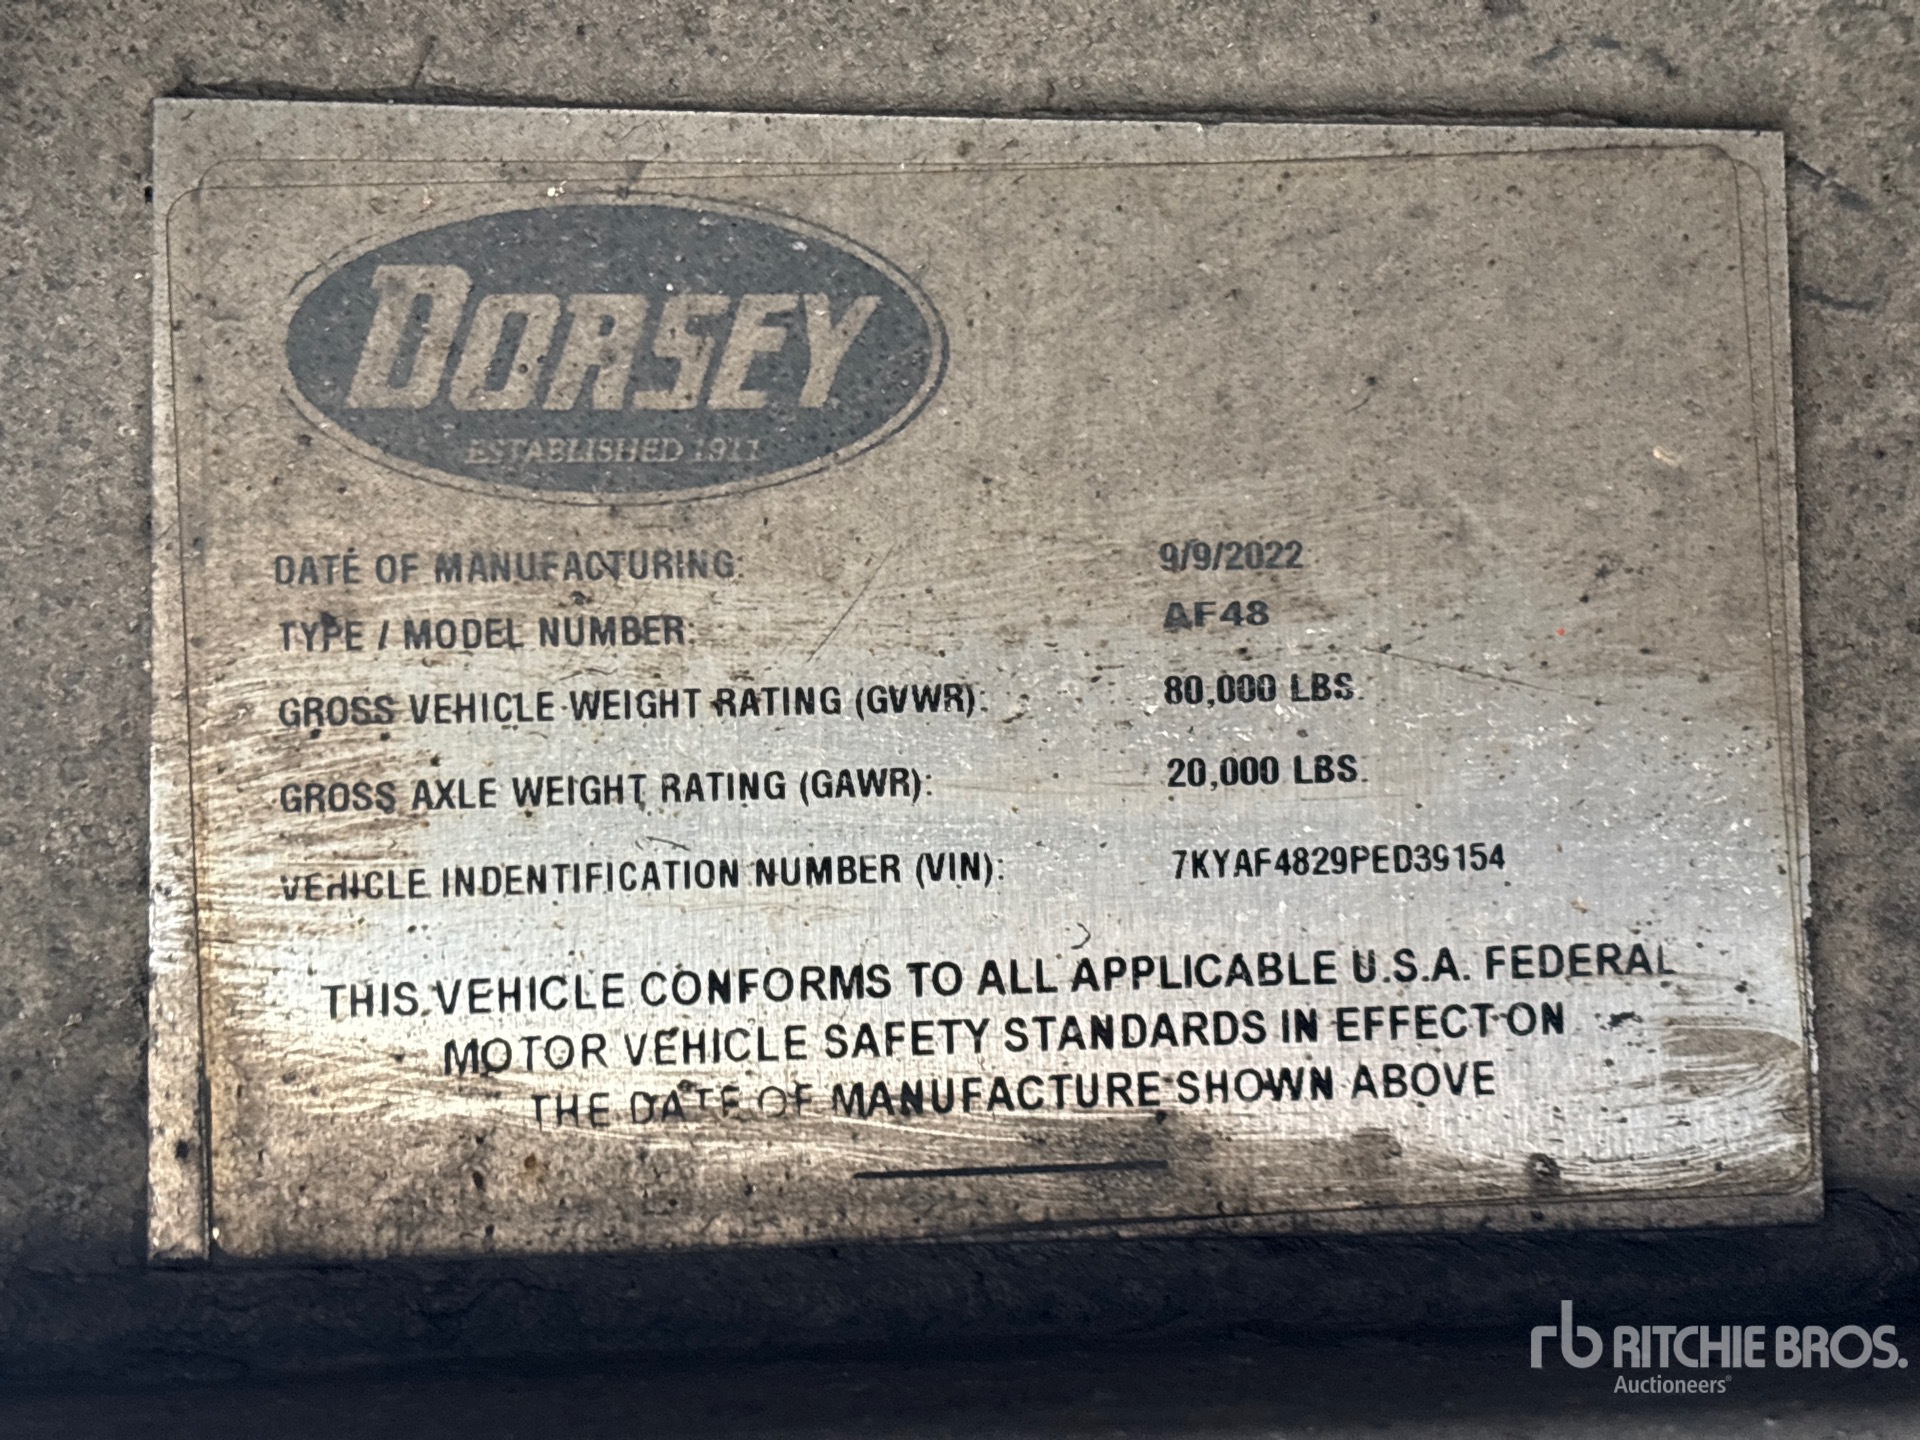 DORSEY
ESTABLISHED 1911
DATE OF MANUFACTURING: 9/9/2022
TYPE / MODEL NUMBER: AF48
GROSS VEHICLE WEIGHT RATING (GVWR): 80,000 LBS.
GROSS AXLE WEIGHT RATING (GAWR): 20,000 LBS.
VEHICLE INDENTIFICATION NUMBER (VIN): 7KYAF4829PED39154
THIS VEHICLE CONFORMS TO ALL APPLICABLE U.S.A. FEDERAL
MOTOR VEHICLE SAFETY STANDARDS IN EFFECT ON
THE DATE OF MANUFACTURE SHOWN ABOVE
rb RITCHIE BROS.
Auctioneers®